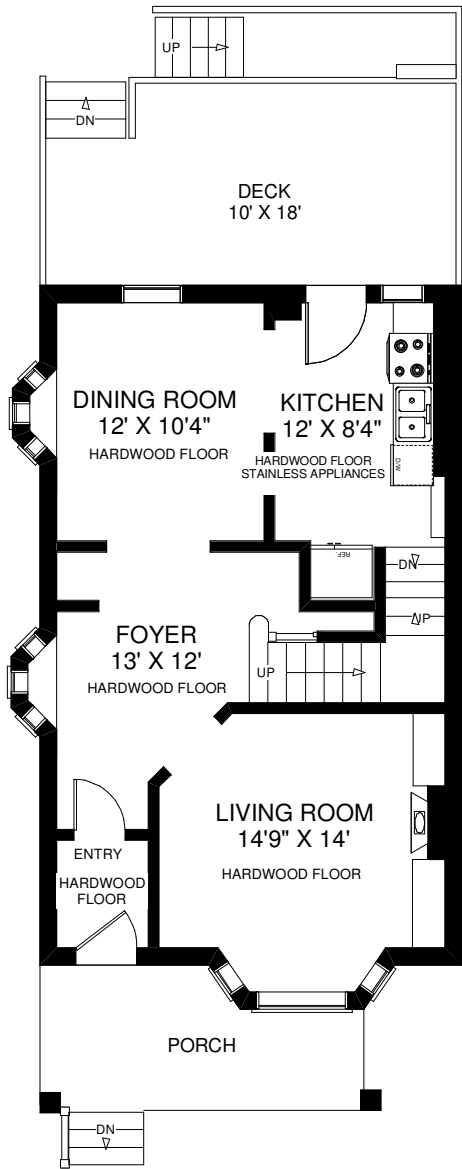 UP
DN
DECK
10' X 18'
DINING ROOM
12' X 10'4"
HARDWOOD FLOOR
KITCHEN
12' X 8'4"
HARDWOOD FLOOR
STAINLESS APPLIANCES
D/W
REF.
DN
UP
FOYER
13' X 12'
HARDWOOD FLOOR
UP
LIVING ROOM
14'9" X 14'
HARDWOOD FLOOR
ENTRY
HARDWOOD
FLOOR
PORCH
DN